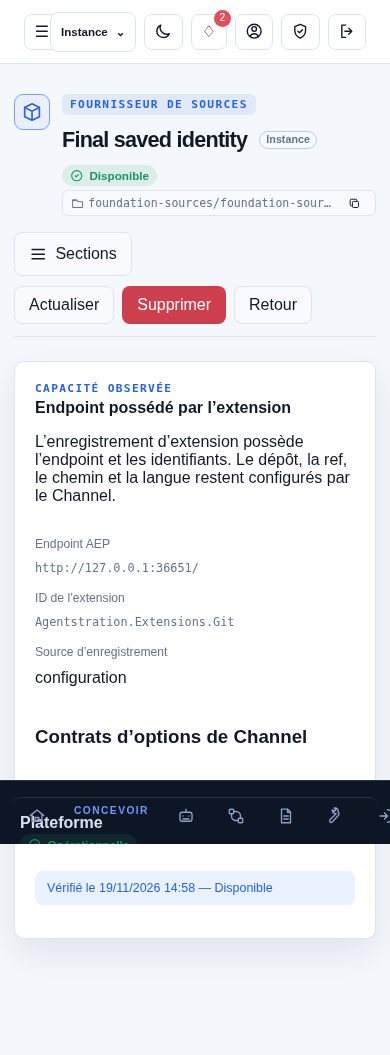 Instance
2
FOURNISSEUR DE SOURCES
Final saved identity
Instance
Disponible
foundation-sources/foundation-sour…
Sections
Actualiser
Supprimer
Retour
CAPACITÉ OBSERVÉE
Endpoint possédé par l’extension
L’enregistrement d’extension possède
l’endpoint et les identifiants. Le dépôt, la ref,
le chemin et la langue restent configurés par
le Channel.
Endpoint AEP
http://127.0.0.1:36651/
ID de l’extension
Agentstration.Extensions.Git
Source d’enregistrement
configuration
Contrats d’options de Channel
CONCEVOIR
Plateforme
Opérationnelle
Vérifié le 19/11/2026 14:58 — Disponible